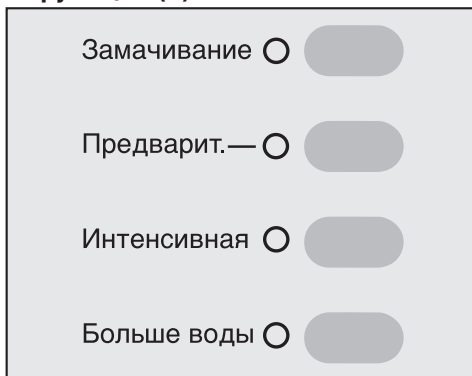 Замачивание
Предварит.—
Интенсивная
Больше воды